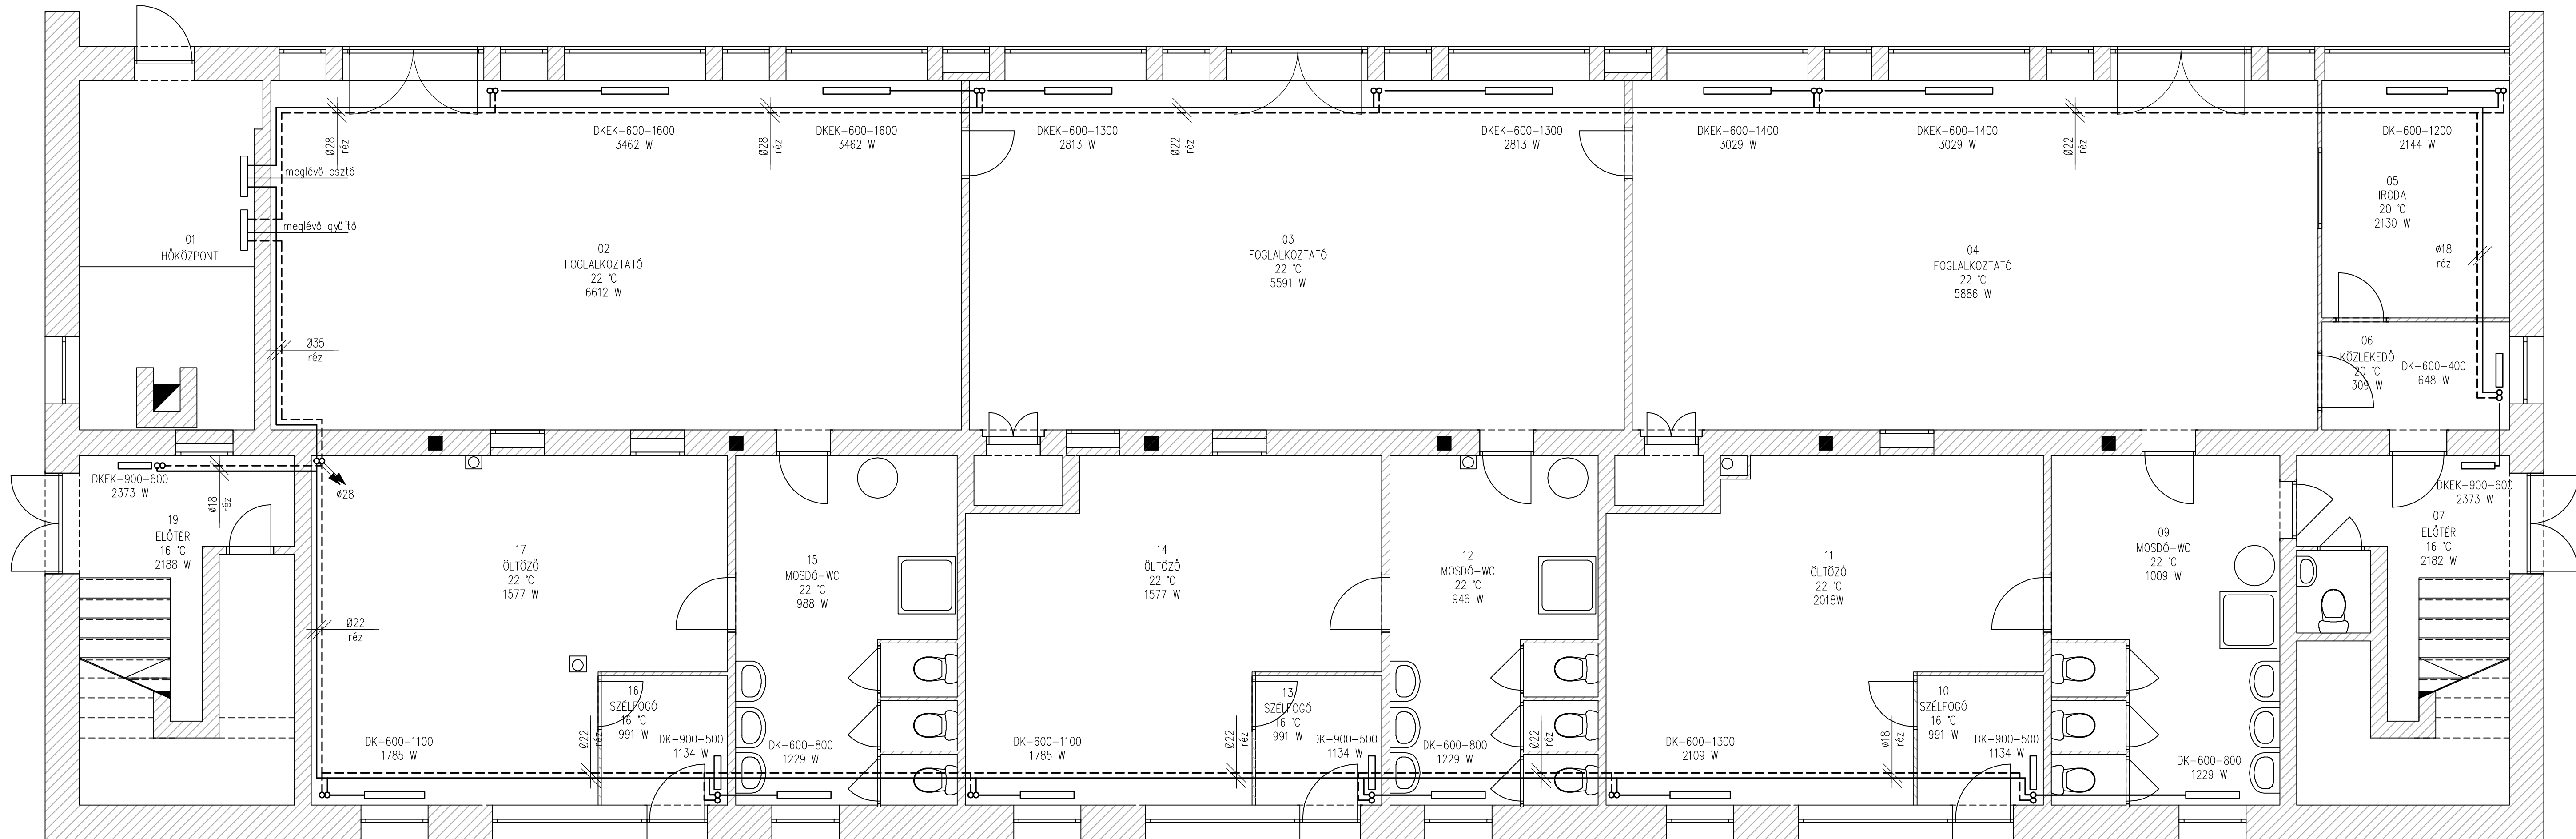 DKEK-600-1600
3462 W
DKEK-600-1600
3462 W
DKEK-600-1300
2813 W
DKEK-600-1300
2813 W
DKEK-600-1400
3029 W
DKEK-600-1400
3029 W
DK-600-1200
2144 W
Ø28
réz
Ø28
réz
Ø22
réz
Ø22
réz
meglévő osztó
meglévő gyüjtő
01
HŐKÖZPONT
02
FOGLALKOZTATÓ
22 °C
6612 W
03
FOGLALKOZTATÓ
22 °C
5591 W
04
FOGLALKOZTATÓ
22 °C
5886 W
05
IRODA
20 °C
2130 W
ø18
réz
Ø35
réz
06
KÖZLEKEDŐ
20 °C
309 W
DK-600-400
648 W
DKEK-900-600
2373 W
ø18
réz
ø28
DKEK-900-600
2373 W
19
ELŐTÉR
16 °C
2188 W
17
ÖLTÖZŐ
22 °C
1577 W
15
MOSDÓ-WC
22 °C
988 W
14
ÖLTÖZŐ
22 °C
1577 W
12
MOSDÓ-WC
22 °C
946 W
11
ÖLTÖZŐ
22 °C
2018W
09
MOSDÓ-WC
22 °C
1009 W
07
ELŐTÉR
16 °C
2182 W
Ø22
réz
16
SZÉLFOGÓ
16 °C
991 W
13
SZÉLFOGÓ
16 °C
991 W
10
SZÉLFOGÓ
16 °C
991 W
DK-600-1100
1785 W
Ø22
réz
DK-900-500
1134 W
DK-600-800
1229 W
DK-600-1100
1785 W
Ø22
réz
DK-900-500
1134 W
DK-600-800
1229 W
Ø22
réz
DK-600-1300
2109 W
ø18
réz
DK-900-500
1134 W
DK-600-800
1229 W